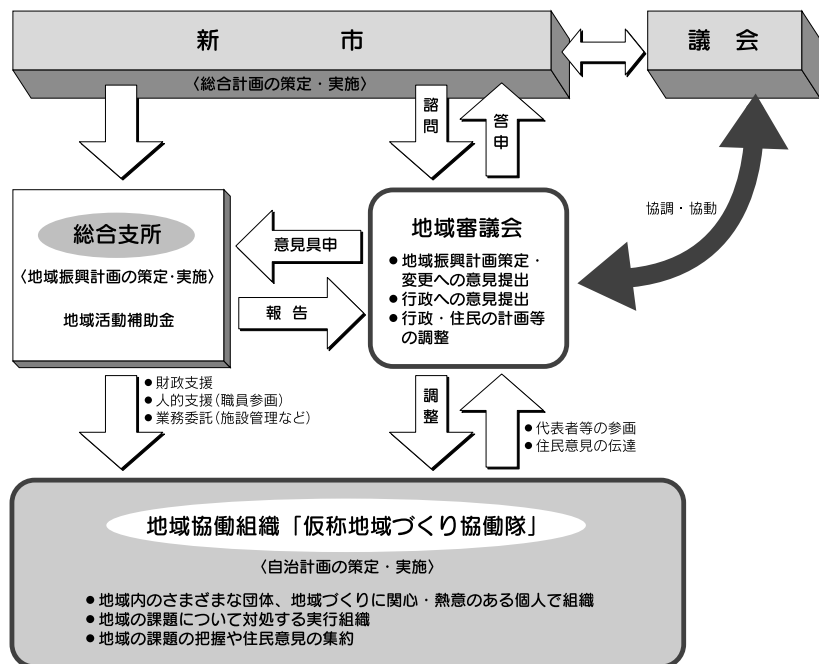 新市
議会
〈総合計画の策定・実施〉
諮問
答申
協調・協動
総合支所
〈地域振興計画の策定・実施〉
地域活動補助金
意見具申
報告
地域審議会
●地域振興計画策定・
変更への意見提出
●行政への意見提出
●行政・住民の計画等
の調整
●財政支援
●人的支援（職員参画）
●業務委託（施設管理など）
調整
●代表者等の参画
●住民意見の伝達
地域協働組織「仮称地域づくり協働隊」
〈自治計画の策定・実施〉
●地域内のさまざまな団体、地域づくりに関心・熱意のある個人で組織
●地域の課題について対処する実行組織
●地域の課題の把握や住民意見の集約